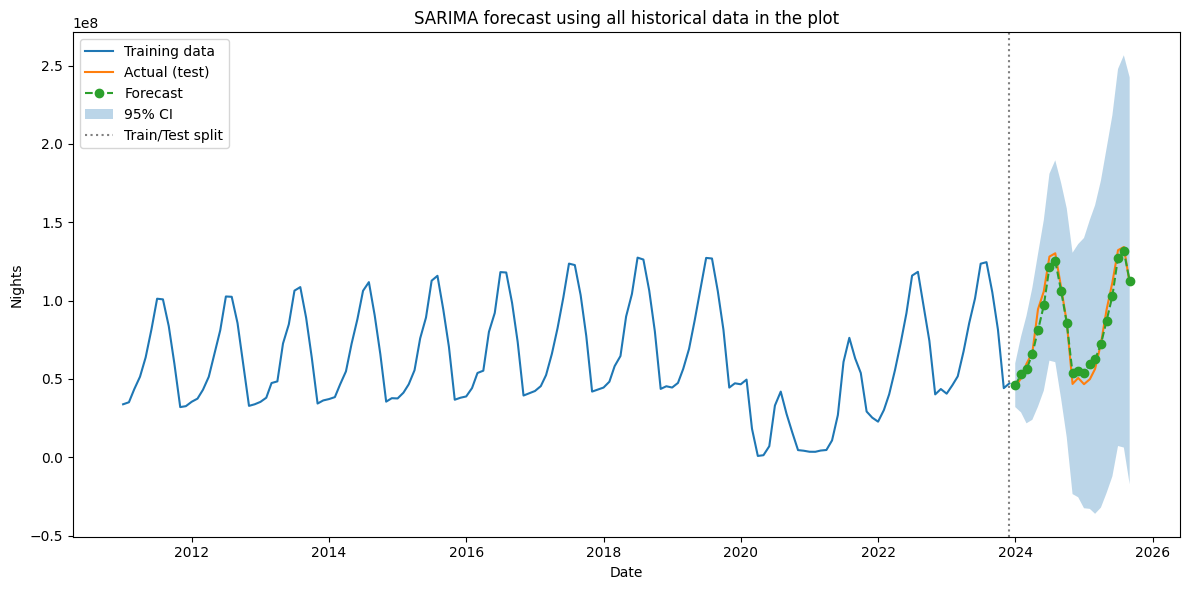 SARIMA forecast using all historical data in the plot
1e8
Training data
Actual (test)
Forecast
95% CI
Train/Test split
2.5
2.0
1.5
1.0
0.5
0.0
−0.5
Nights
2012
2014
2016
2018
2020
2022
2024
2026
Date